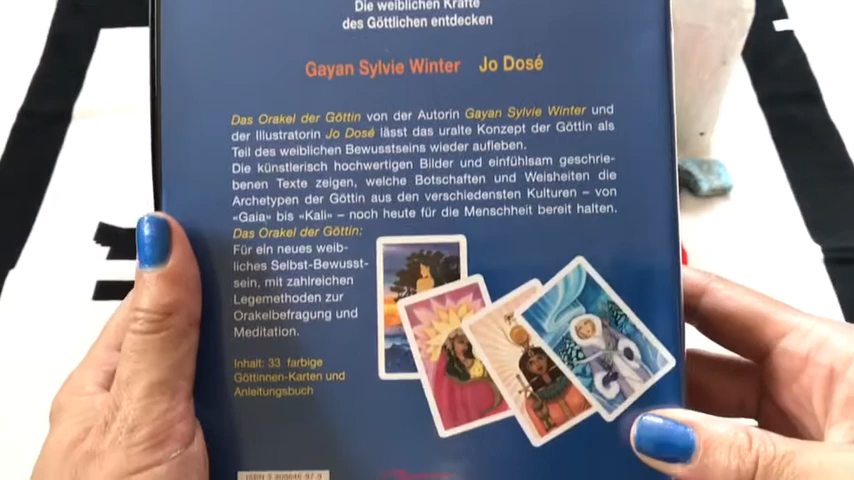 Die weiblichen Kräfte
des Göttlichen entdecken
Gayan Sylvie Winter Jo Dosé
Das Orakel der Göttin von der Autorin Gayan Sylvie Winter und
der Illustratorin Jo Dosé lässt das uralte Konzept der Göttin als
Teil des weiblichen Bewusstseins wieder aufleben.
Die künstlerisch hochwertigen Bilder und einfühlsam geschrie-
benen Texte zeigen, welche Botschaften und Weisheiten die
Archetypen der Göttin aus den verschiedensten Kulturen – von
«Gaia» bis «Kali» – noch heute für die Menschheit bereit halten.
Das Orakel der Göttin:
Für ein neues weib-
liches Selbst-Bewusst-
sein, mit zahlreichen
Legemethoden zur
Orakelbefragung und
Meditation.
Inhalt: 33 farbige
Göttinnen-Karten und
Anleitungsbuch